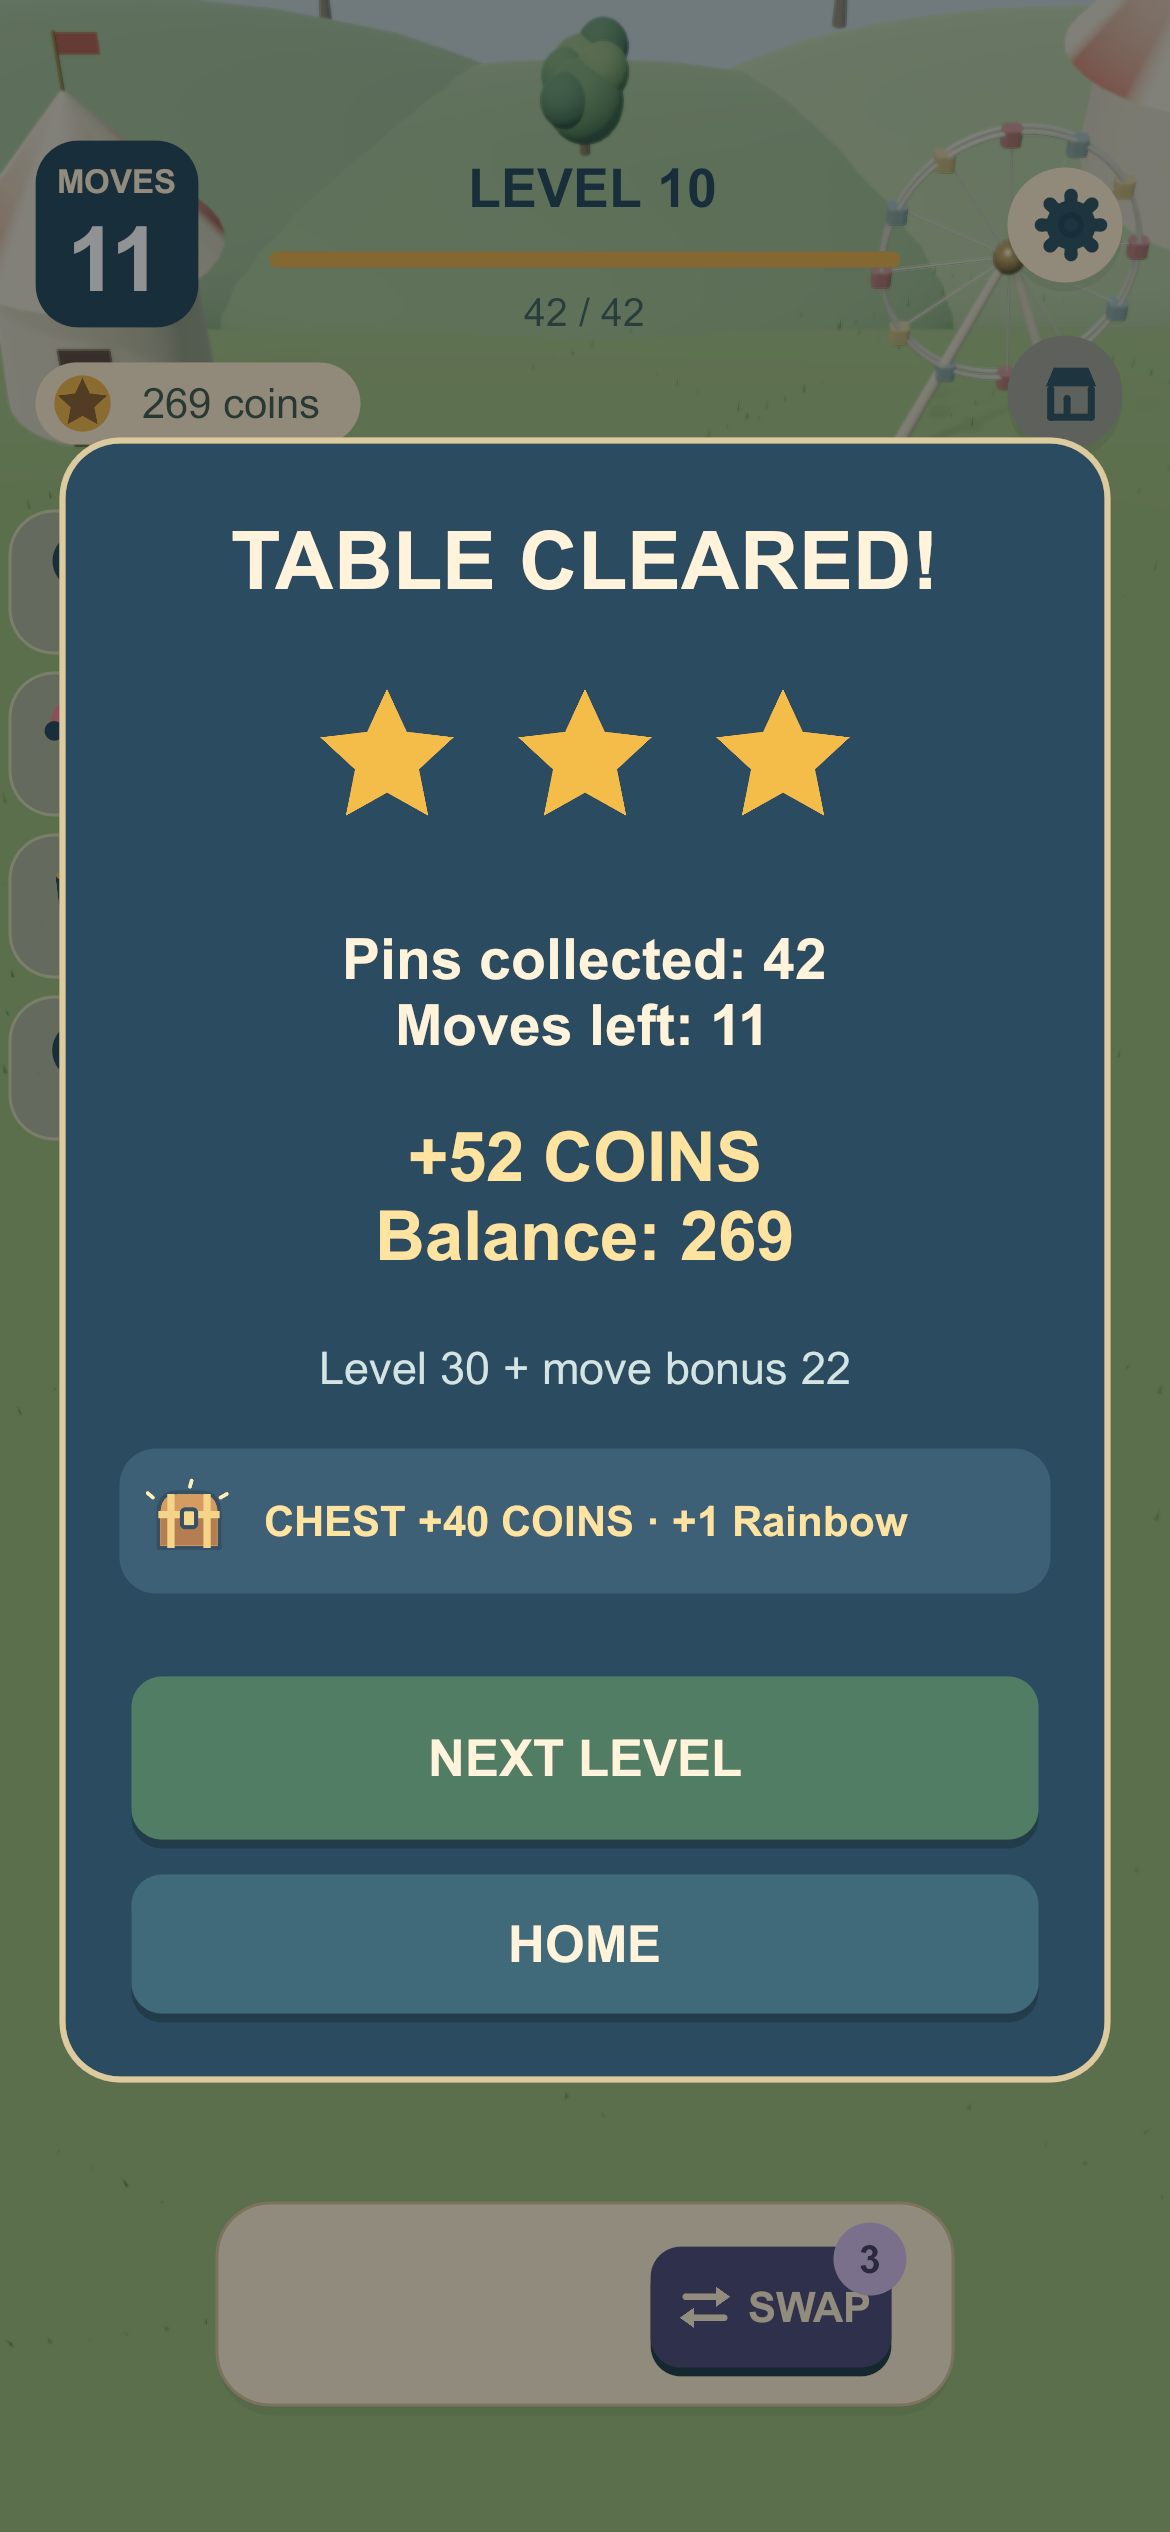 MOVES
11
LEVEL 10
42 / 42
269 coins
TABLE CLEARED!
Pins collected: 42
Moves left: 11
+52 COINS
Balance: 269
Level 30 + move bonus 22
CHEST +40 COINS · +1 Rainbow
NEXT LEVEL
HOME
3
SWAP